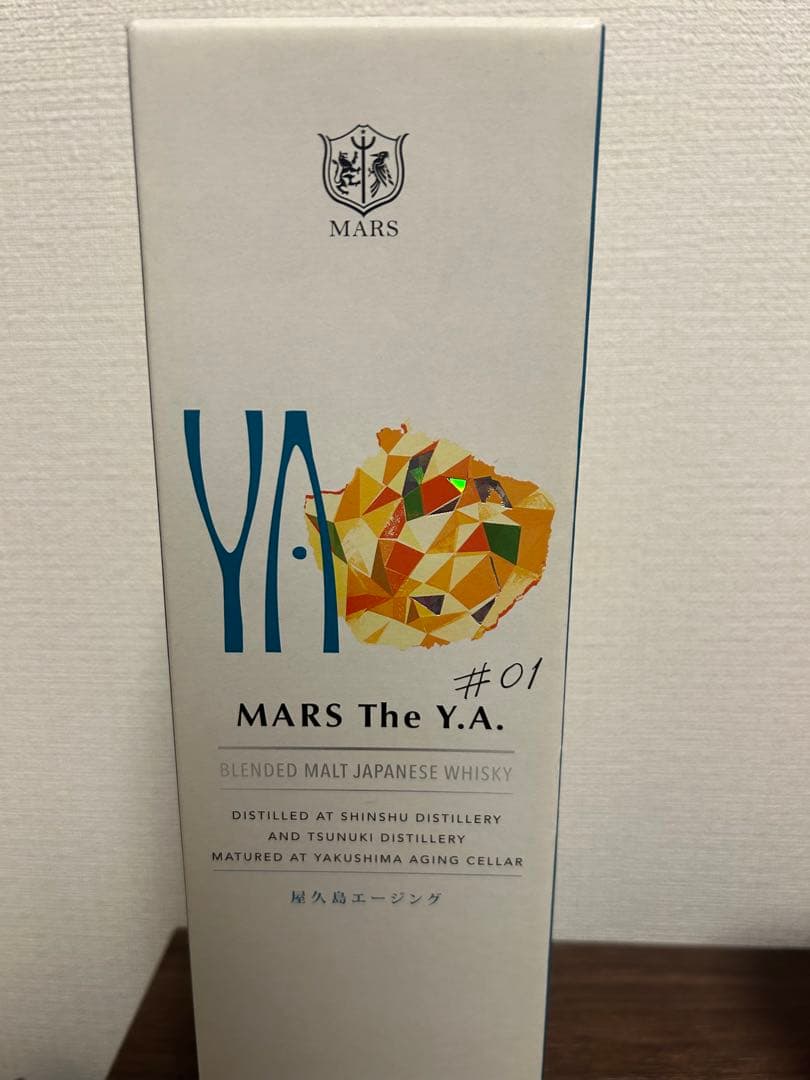 MARS
YA
#01
MARS The Y.A.
BLENDED MALT JAPANESE WHISKY
DISTILLED AT SHINSHU DISTILLERY
AND TSUNUKI DISTILLERY
MATURED AT YAKUSHIMA AGING CELLAR
屋久島エージング